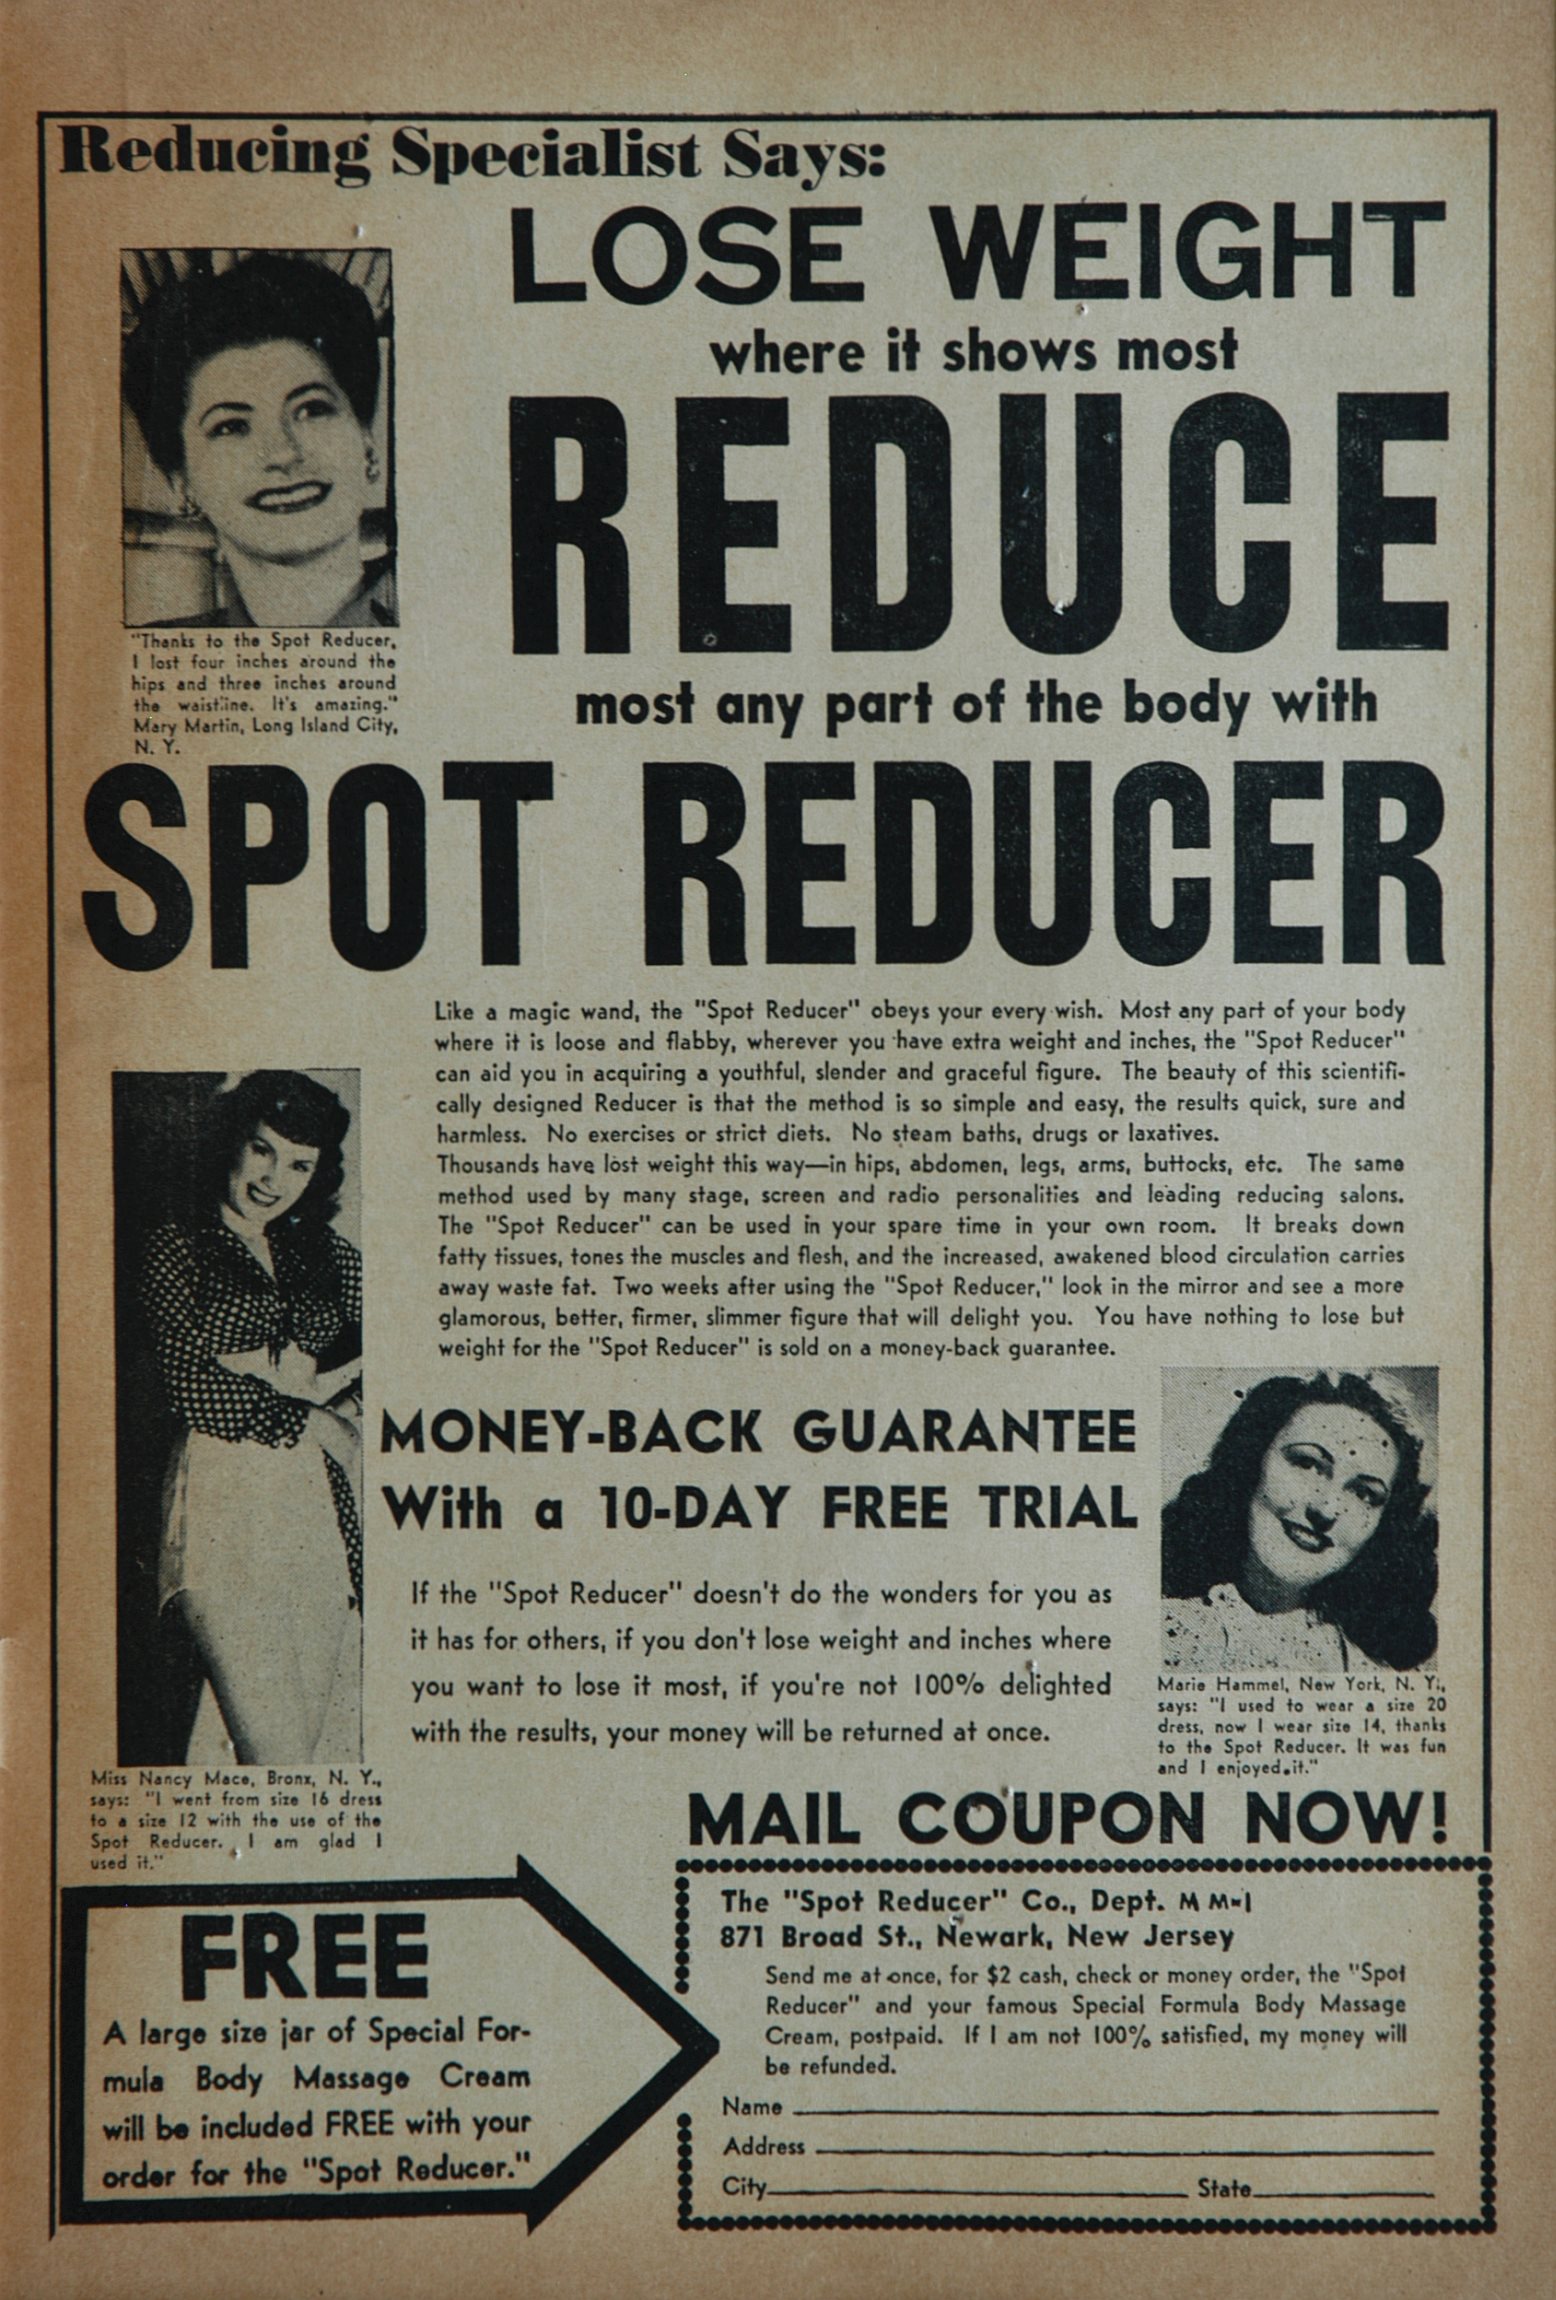 Reducing Specialist Says:
LOSE WEIGHT
where it shows most
REDUCE
most any part of the body with
SPOT REDUCER
"Thanks to the Spot Reducer,
I lost four inches around the
hips and three inches around
the waistline. It's amazing."
Mary Martin, Long Island City,
N. Y.
Like a magic wand, the "Spot Reducer" obeys your every wish. Most any part of your body
where it is loose and flabby, wherever you have extra weight and inches, the "Spot Reducer"
can aid you in acquiring a youthful, slender and graceful figure. The beauty of this scientifi-
cally designed Reducer is that the method is so simple and easy, the results quick, sure and
harmless. No exercises or strict diets. No steam baths, drugs or laxatives.
Thousands have lost weight this way—in hips, abdomen, legs, arms, buttocks, etc. The same
method used by many stage, screen and radio personalities and leading reducing salons.
The "Spot Reducer" can be used in your spare time in your own room. It breaks down
fatty tissues, tones the muscles and flesh, and the increased, awakened blood circulation carries
away waste fat. Two weeks after using the "Spot Reducer," look in the mirror and see a more
glamorous, better, firmer, slimmer figure that will delight you. You have nothing to lose but
weight for the "Spot Reducer" is sold on a money-back guarantee.
MONEY-BACK GUARANTEE
With a 10-DAY FREE TRIAL
If the "Spot Reducer" doesn't do the wonders for you as
it has for others, if you don't lose weight and inches where
you want to lose it most, if you're not 100% delighted
with the results, your money will be returned at once.
Marie Hammel, New York, N. Y.,
says: "I used to wear a size 20
dress, now I wear size 14, thanks
to the Spot Reducer. It was fun
and I enjoyed it."
Miss Nancy Mace, Bronx, N. Y.,
says: "I went from size 16 dress
to a size 12 with the use of the
Spot Reducer. I am glad I
used it."
MAIL COUPON NOW!
FREE
A large size jar of Special For-
mula Body Massage Cream
will be included FREE with your
order for the "Spot Reducer."
The "Spot Reducer" Co., Dept. M M-1
871 Broad St., Newark, New Jersey
Send me at once, for $2 cash, check or money order, the "Spot
Reducer" and your famous Special Formula Body Massage
Cream, postpaid. If I am not 100% satisfied, my money will
be refunded.
Name
Address
City State